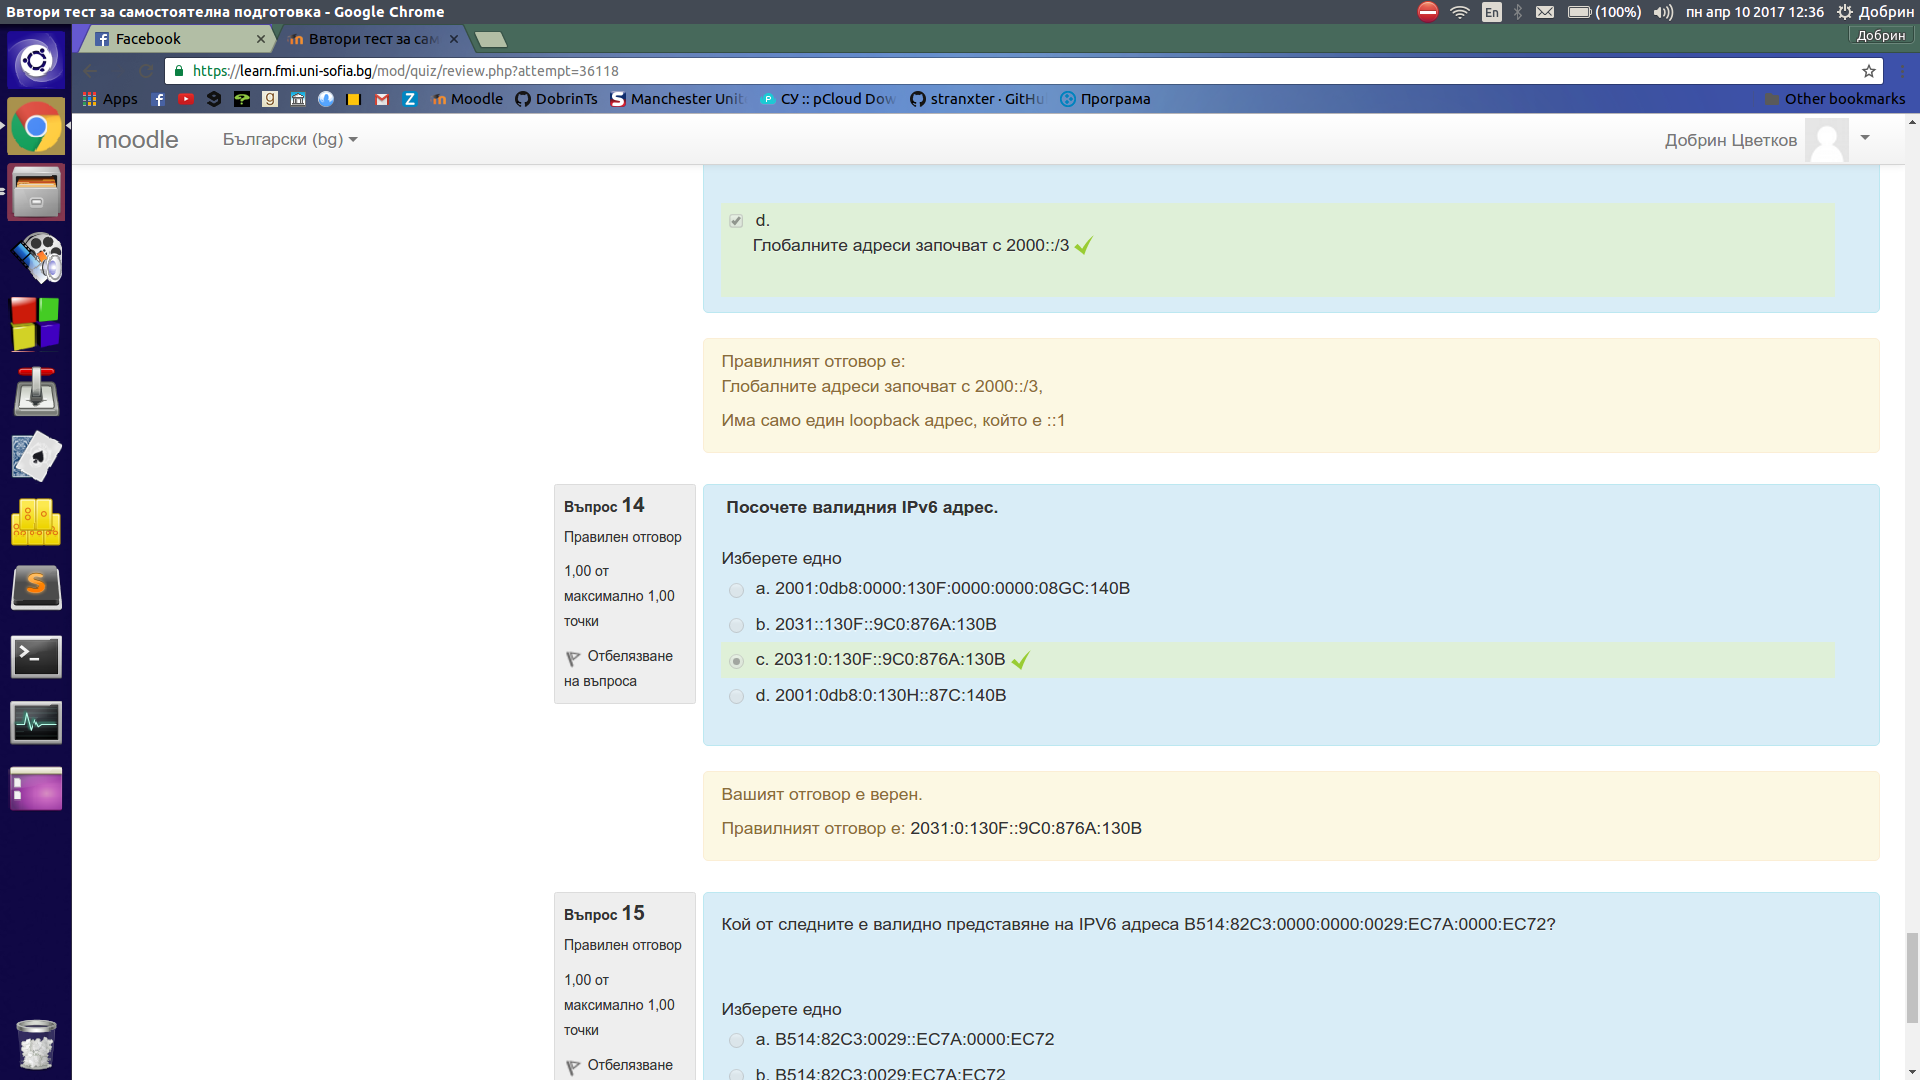 Ввтори тест за самостоятелна подготовка - Google Chrome
En
(100%)
пн апр 10 2017 12:36
Добрин
Facebook
Ввтори тест за сам
Добрин
https://learn.fmi.uni-sofia.bg/mod/quiz/review.php?attempt=36118
Apps
Moodle
DobrinTs
Manchester Unit
СУ :: pCloud Dow
stranxter · GitHu
Програма
Other bookmarks
moodle
Български (bg)
Добрин Цветков
d.
Глобалните адреси започват с 2000::/3
Правилният отговор е:
Глобалните адреси започват с 2000::/3,
Има само един loopback адрес, който е ::1
Въпрос 14
Правилен отговор
1,00 от
максимално 1,00
точки
Отбелязване
на въпроса
Посочете валидния IPv6 адрес.
Изберете едно
a. 2001:0db8:0000:130F:0000:0000:08GC:140B
b. 2031::130F::9C0:876A:130B
c. 2031:0:130F::9C0:876A:130B
d. 2001:0db8:0:130H::87C:140B
Вашият отговор е верен.
Правилният отговор е: 2031:0:130F::9C0:876A:130B
Въпрос 15
Правилен отговор
1,00 от
максимално 1,00
точки
Отбелязване
Кой от следните е валидно представяне на IPV6 адреса B514:82C3:0000:0000:0029:EC7A:0000:EC72?
Изберете едно
a. B514:82C3:0029::EC7A:0000:EC72
b. B514:82C3:0029:EC7A:EC72